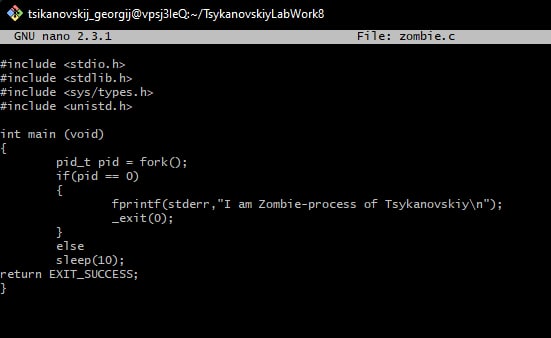 tsikanovskij_georgij@vpsj3leQ:~/TsykanovskiyLabWork8
GNU nano 2.3.1 File: zombie.c
#include <stdio.h>
#include <stdlib.h>
#include <sys/types.h>
#include <unistd.h>
int main (void)
{
pid_t pid = fork();
if(pid == 0)
{
fprintf(stderr,"I am Zombie-process of Tsykanovskiy\n");
_exit(0);
}
else
sleep(10);
return EXIT_SUCCESS;
}